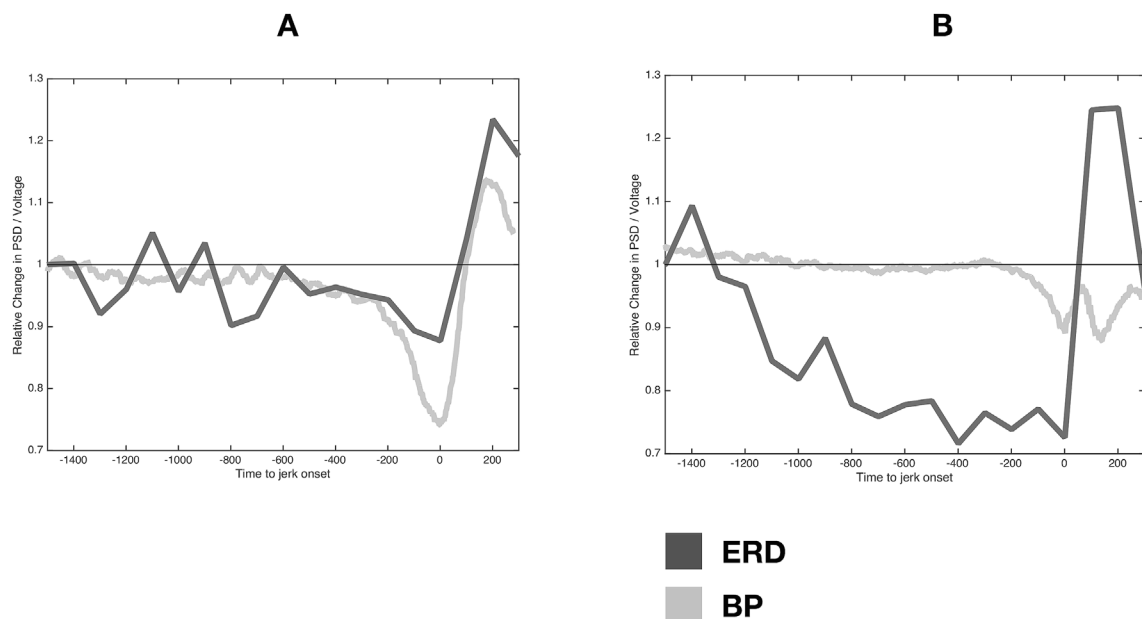 A
1.3
1.2
1.1
1
0.9
0.8
0.7
Relative Change in PSD / Voltage
-1400 -1200 -1000 -800 -600 -400 -200 0 200
Time to jerk onset
B
1.3
1.2
1.1
1
0.9
0.8
0.7
Relative Change in PSD / Voltage
-1400 -1200 -1000 -800 -600 -400 -200 0 200
Time to jerk onset
ERD
BP